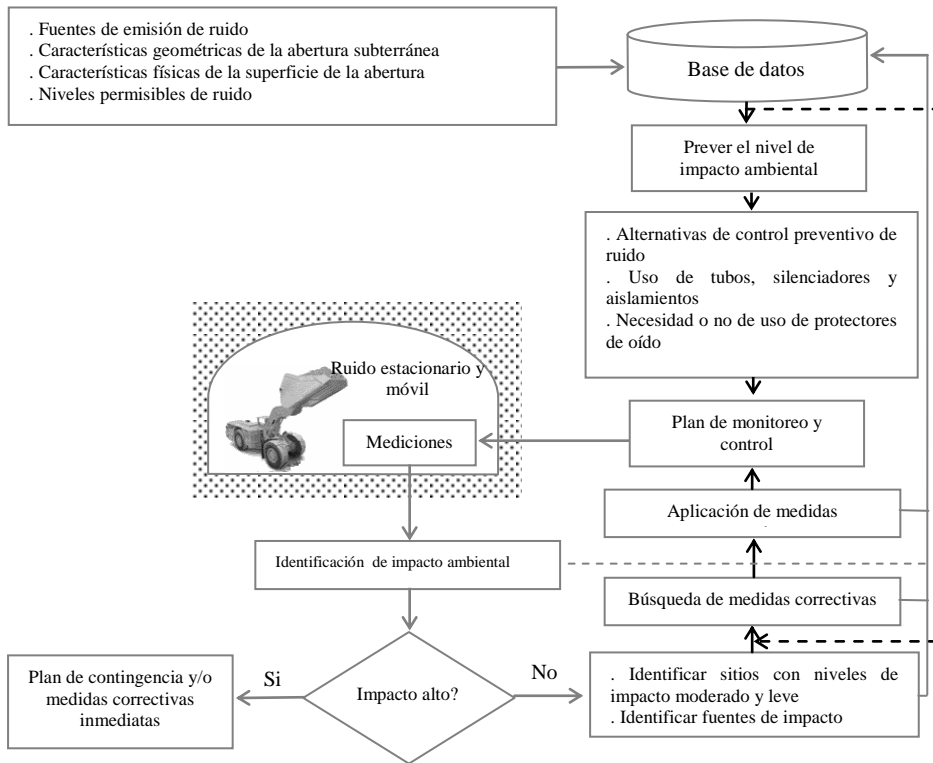 . Fuentes de emisión de ruido
. Características geométricas de la abertura subterránea
. Características físicas de la superficie de la abertura
. Niveles permisibles de ruido
Base de datos
Prever el nivel de
impacto ambiental
. Alternativas de control preventivo de
ruido
. Uso de tubos, silenciadores y
aislamientos
. Necesidad o no de uso de protectores
de oído
Ruido estacionario y
móvil
Mediciones
Plan de monitoreo y
control
Aplicación de medidas
Identificación de impacto ambiental
Búsqueda de medidas correctivas
Impacto alto?
Si
No
Plan de contingencia y/o
medidas correctivas
inmediatas
. Identificar sitios con niveles de
impacto moderado y leve
. Identificar fuentes de impacto